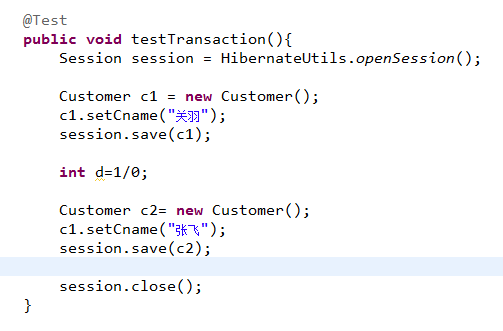 @Test
public void testTransaction(){
Session session = HibernateUtils.openSession();
Customer c1 = new Customer();
c1.setCname("关羽");
session.save(c1);
int d=1/0;
Customer c2= new Customer();
c1.setCname("张飞");
session.save(c2);
session.close();
}